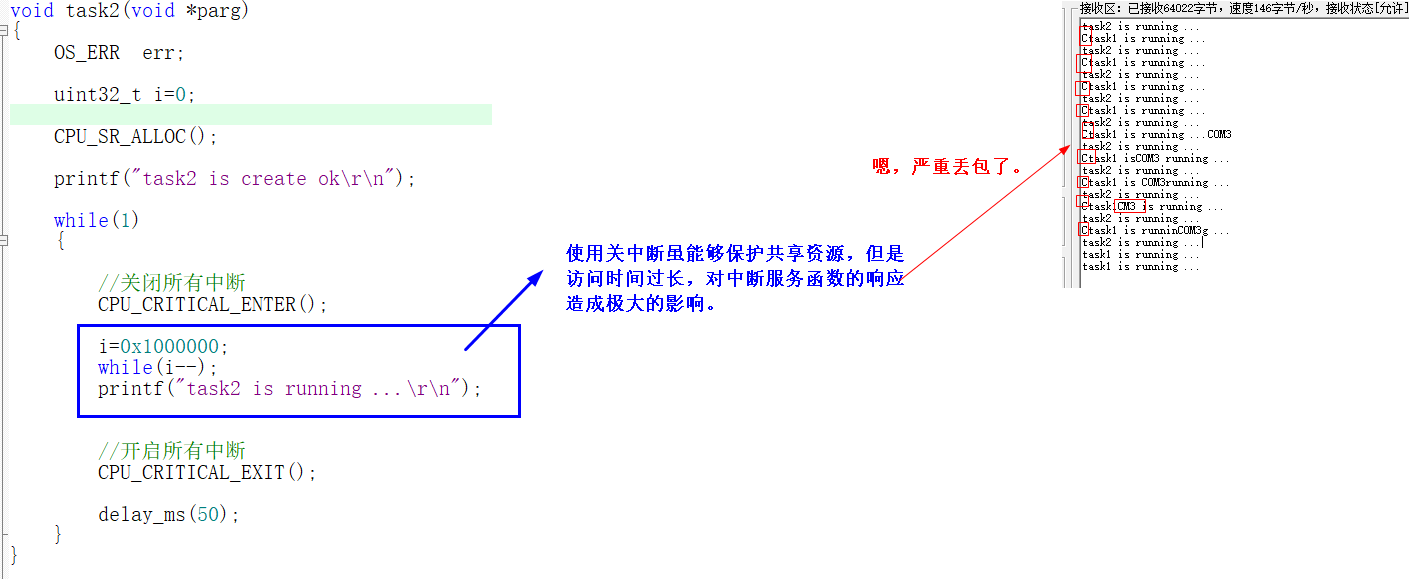 void task2(void *parg)
{
OS_ERR err;
uint32_t i=0;
CPU_SR_ALLOC();
printf("task2 is create ok\r\n");
while(1)
{
//关闭所有中断
CPU_CRITICAL_ENTER();
i=0x1000000;
while(i--);
printf("task2 is running ...\r\n");
//开启所有中断
CPU_CRITICAL_EXIT();
delay_ms(50);
}
}
使用关中断虽能够保护共享资源，但是
访问时间过长，对中断服务函数的响应
造成极大的影响。
嗯，严重丢包了。
接收区：已接收64022字节，速度146字节/秒，接收状态[允许]
task2 is running ...
Ctask1 is running ...
task2 is running ...
Ctask1 is running ...
task2 is running ...
Ctask1 is running ...
task2 is running ...
Ctask1 is running ...
task2 is running ...
Ctask1 is running ...COM3
task2 is running ...
Ctask1 isCOM3 running ...
task2 is running ...
Ctask1 is COM3running ...
task2 is running ...
Ctask1CM3 is running ...
task2 is running ...
Ctask1 is runninCOM3g ...
task2 is running ...
task1 is running ...
task1 is running ...